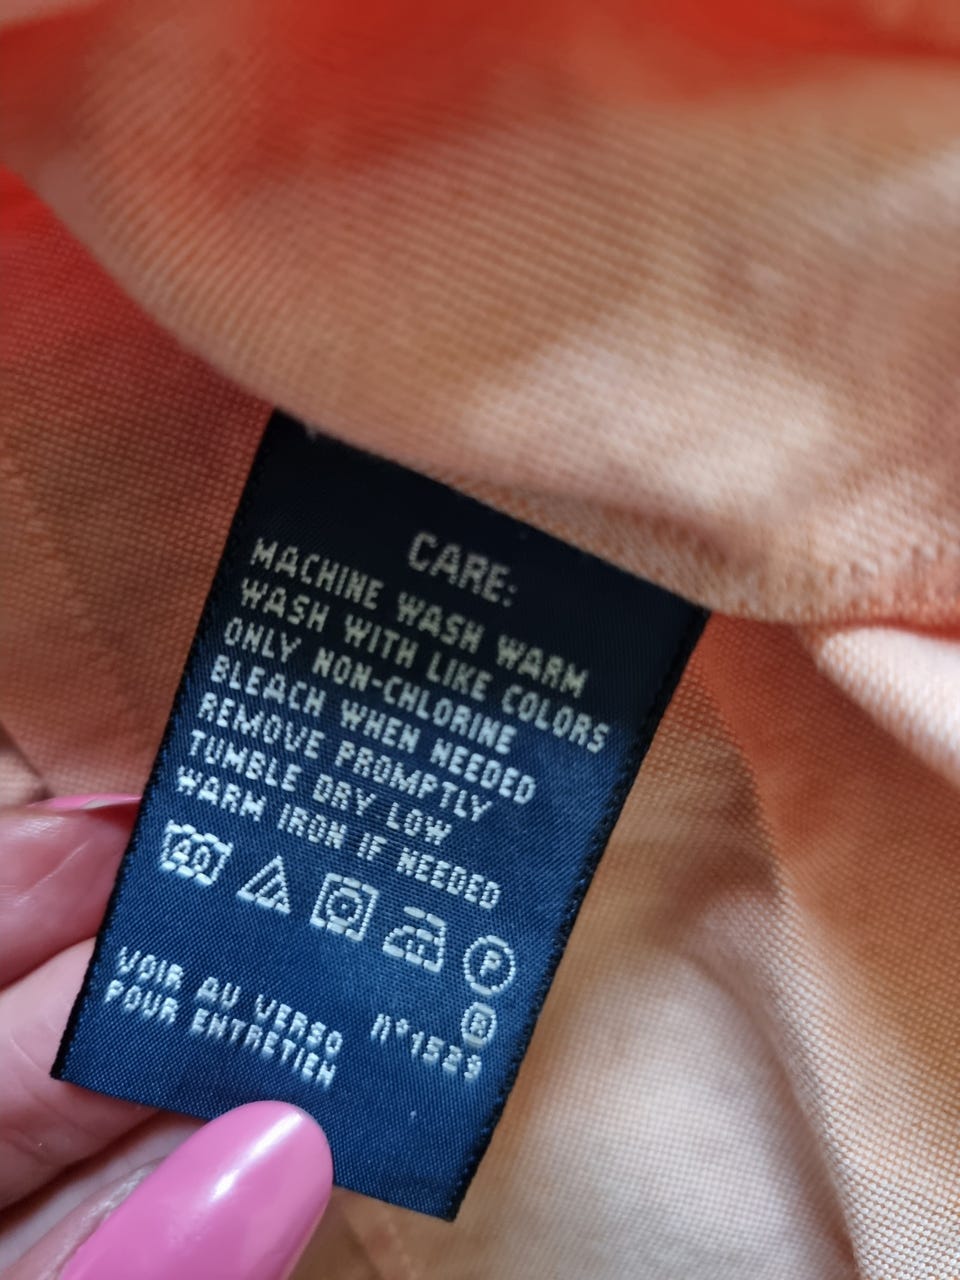 CARE:
MACHINE WASH WARM
WASH WITH LIKE COLORS
ONLY NON-CHLORINE
BLEACH WHEN NEEDED
REMOVE PROMPTLY
TUMBLE DRY LOW
WARM IRON IF NEEDED
40
P
B
VOIR AU VERSO
POUR ENTRETIEN
n°1529